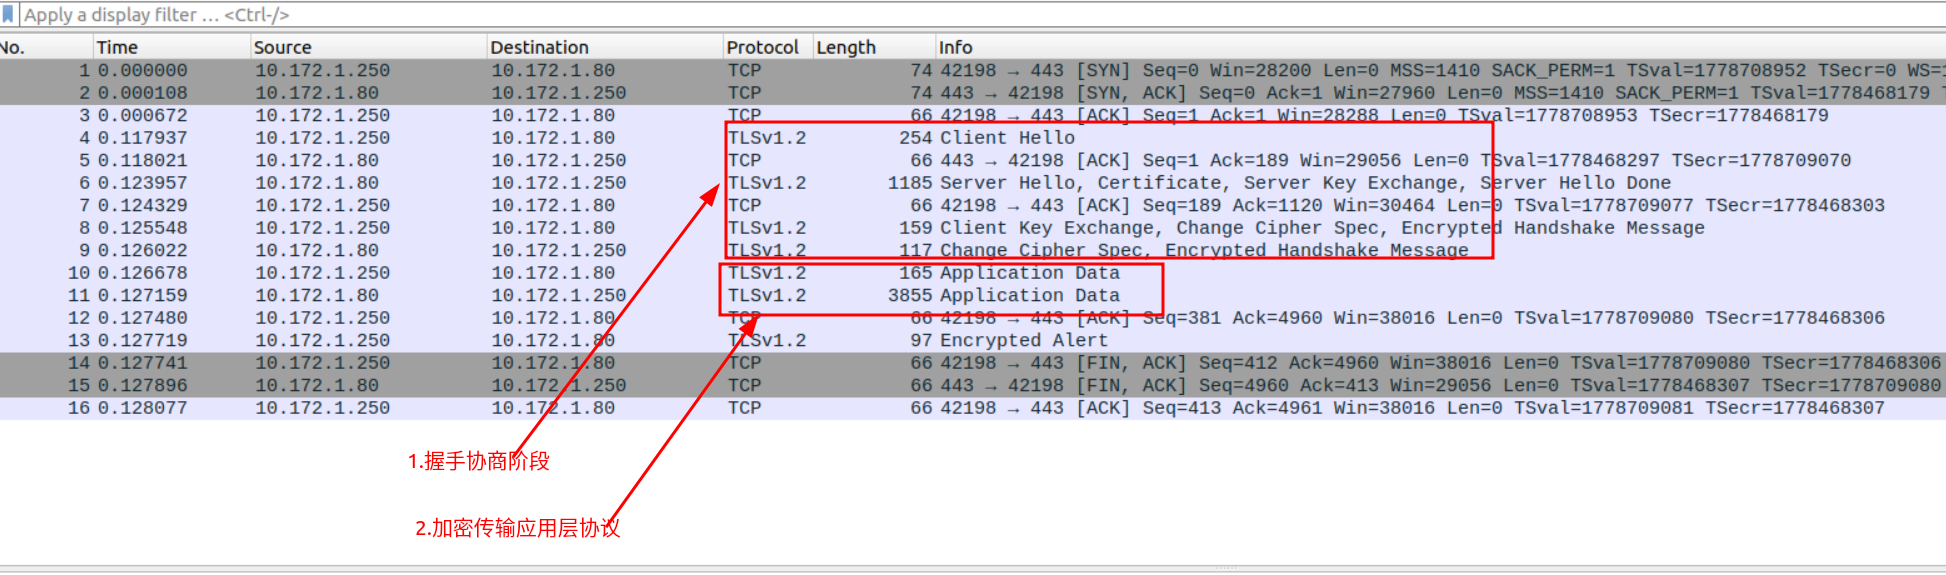 Apply a display filter … <Ctrl-/>
No. Time Source Destination Protocol Length Info
1 0.000000 10.172.1.250 10.172.1.80 TCP 74 42198 → 443 [SYN] Seq=0 Win=28200 Len=0 MSS=1410 SACK_PERM=1 TSval=1778708952 TSecr=0 WS=1
2 0.000108 10.172.1.80 10.172.1.250 TCP 74 443 → 42198 [SYN, ACK] Seq=0 Ack=1 Win=27960 Len=0 MSS=1410 SACK_PERM=1 TSval=1778468179 T
3 0.000672 10.172.1.250 10.172.1.80 TCP 66 42198 → 443 [ACK] Seq=1 Ack=1 Win=28288 Len=0 TSval=1778708953 TSecr=1778468179
4 0.117937 10.172.1.250 10.172.1.80 TLSv1.2 254 Client Hello
5 0.118021 10.172.1.80 10.172.1.250 TCP 66 443 → 42198 [ACK] Seq=1 Ack=189 Win=29056 Len=0 TSval=1778468297 TSecr=1778709070
6 0.123957 10.172.1.80 10.172.1.250 TLSv1.2 1185 Server Hello, Certificate, Server Key Exchange, Server Hello Done
7 0.124329 10.172.1.250 10.172.1.80 TCP 66 42198 → 443 [ACK] Seq=189 Ack=1120 Win=30464 Len=0 TSval=1778709077 TSecr=1778468303
8 0.125548 10.172.1.250 10.172.1.80 TLSv1.2 159 Client Key Exchange, Change Cipher Spec, Encrypted Handshake Message
9 0.126022 10.172.1.80 10.172.1.250 TLSv1.2 117 Change Cipher Spec, Encrypted Handshake Message
10 0.126678 10.172.1.250 10.172.1.80 TLSv1.2 165 Application Data
11 0.127159 10.172.1.80 10.172.1.250 TLSv1.2 3855 Application Data
12 0.127480 10.172.1.250 10.172.1.80 TCP 66 42198 → 443 [ACK] Seq=381 Ack=4960 Win=38016 Len=0 TSval=1778709080 TSecr=1778468306
13 0.127719 10.172.1.250 10.172.1.80 TLSv1.2 97 Encrypted Alert
14 0.127741 10.172.1.250 10.172.1.80 TCP 66 42198 → 443 [FIN, ACK] Seq=412 Ack=4960 Win=38016 Len=0 TSval=1778709080 TSecr=1778468306
15 0.127896 10.172.1.80 10.172.1.250 TCP 66 443 → 42198 [FIN, ACK] Seq=4960 Ack=413 Win=29056 Len=0 TSval=1778468307 TSecr=1778709080
16 0.128077 10.172.1.250 10.172.1.80 TCP 66 42198 → 443 [ACK] Seq=413 Ack=4961 Win=38016 Len=0 TSval=1778709081 TSecr=1778468307
1.握手协商阶段
2.加密传输应用层协议